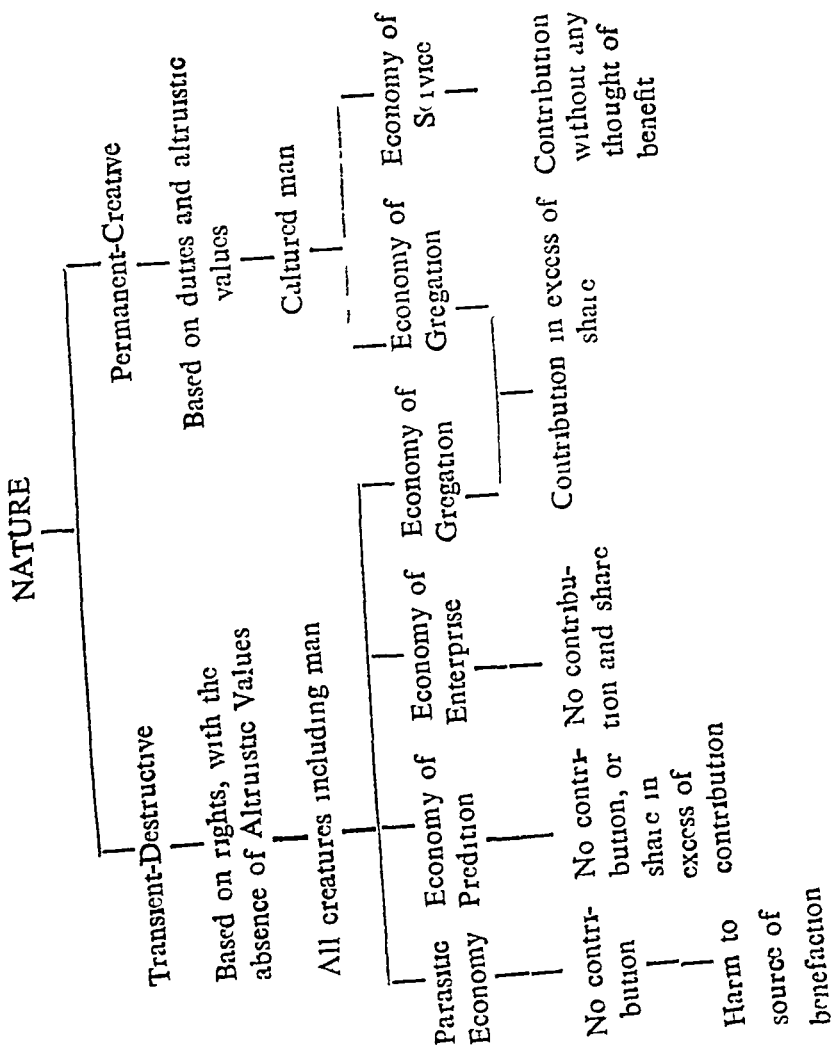 NATURE
Transient-Destructive
Based on rights, with the
absence of Altruistic Values
All creatures including man
Parasitic
Economy
No contri-
bution
Harm to
source of
benefaction
Economy of
Predition
No contri-
bution, or
share in
excess of
contribution
Economy of
Enterprise
No contribu-
tion and share
Economy of
Gregation
Permanent-Creative
Based on duties and altruistic
values
Cultured man
Economy of
Gregation
Contribution in excess of
share
Economy of
Service
Contribution
without any
thought of
benefit